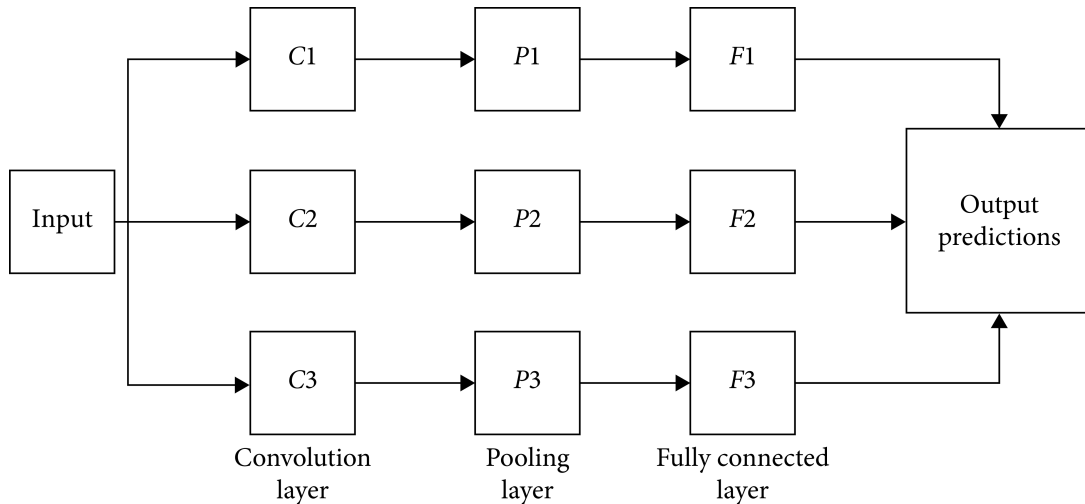 C1
P1
F1
Input
C2
P2
F2
Output
predictions
C3
P3
F3
Convolution
layer
Pooling
layer
Fully connected
layer